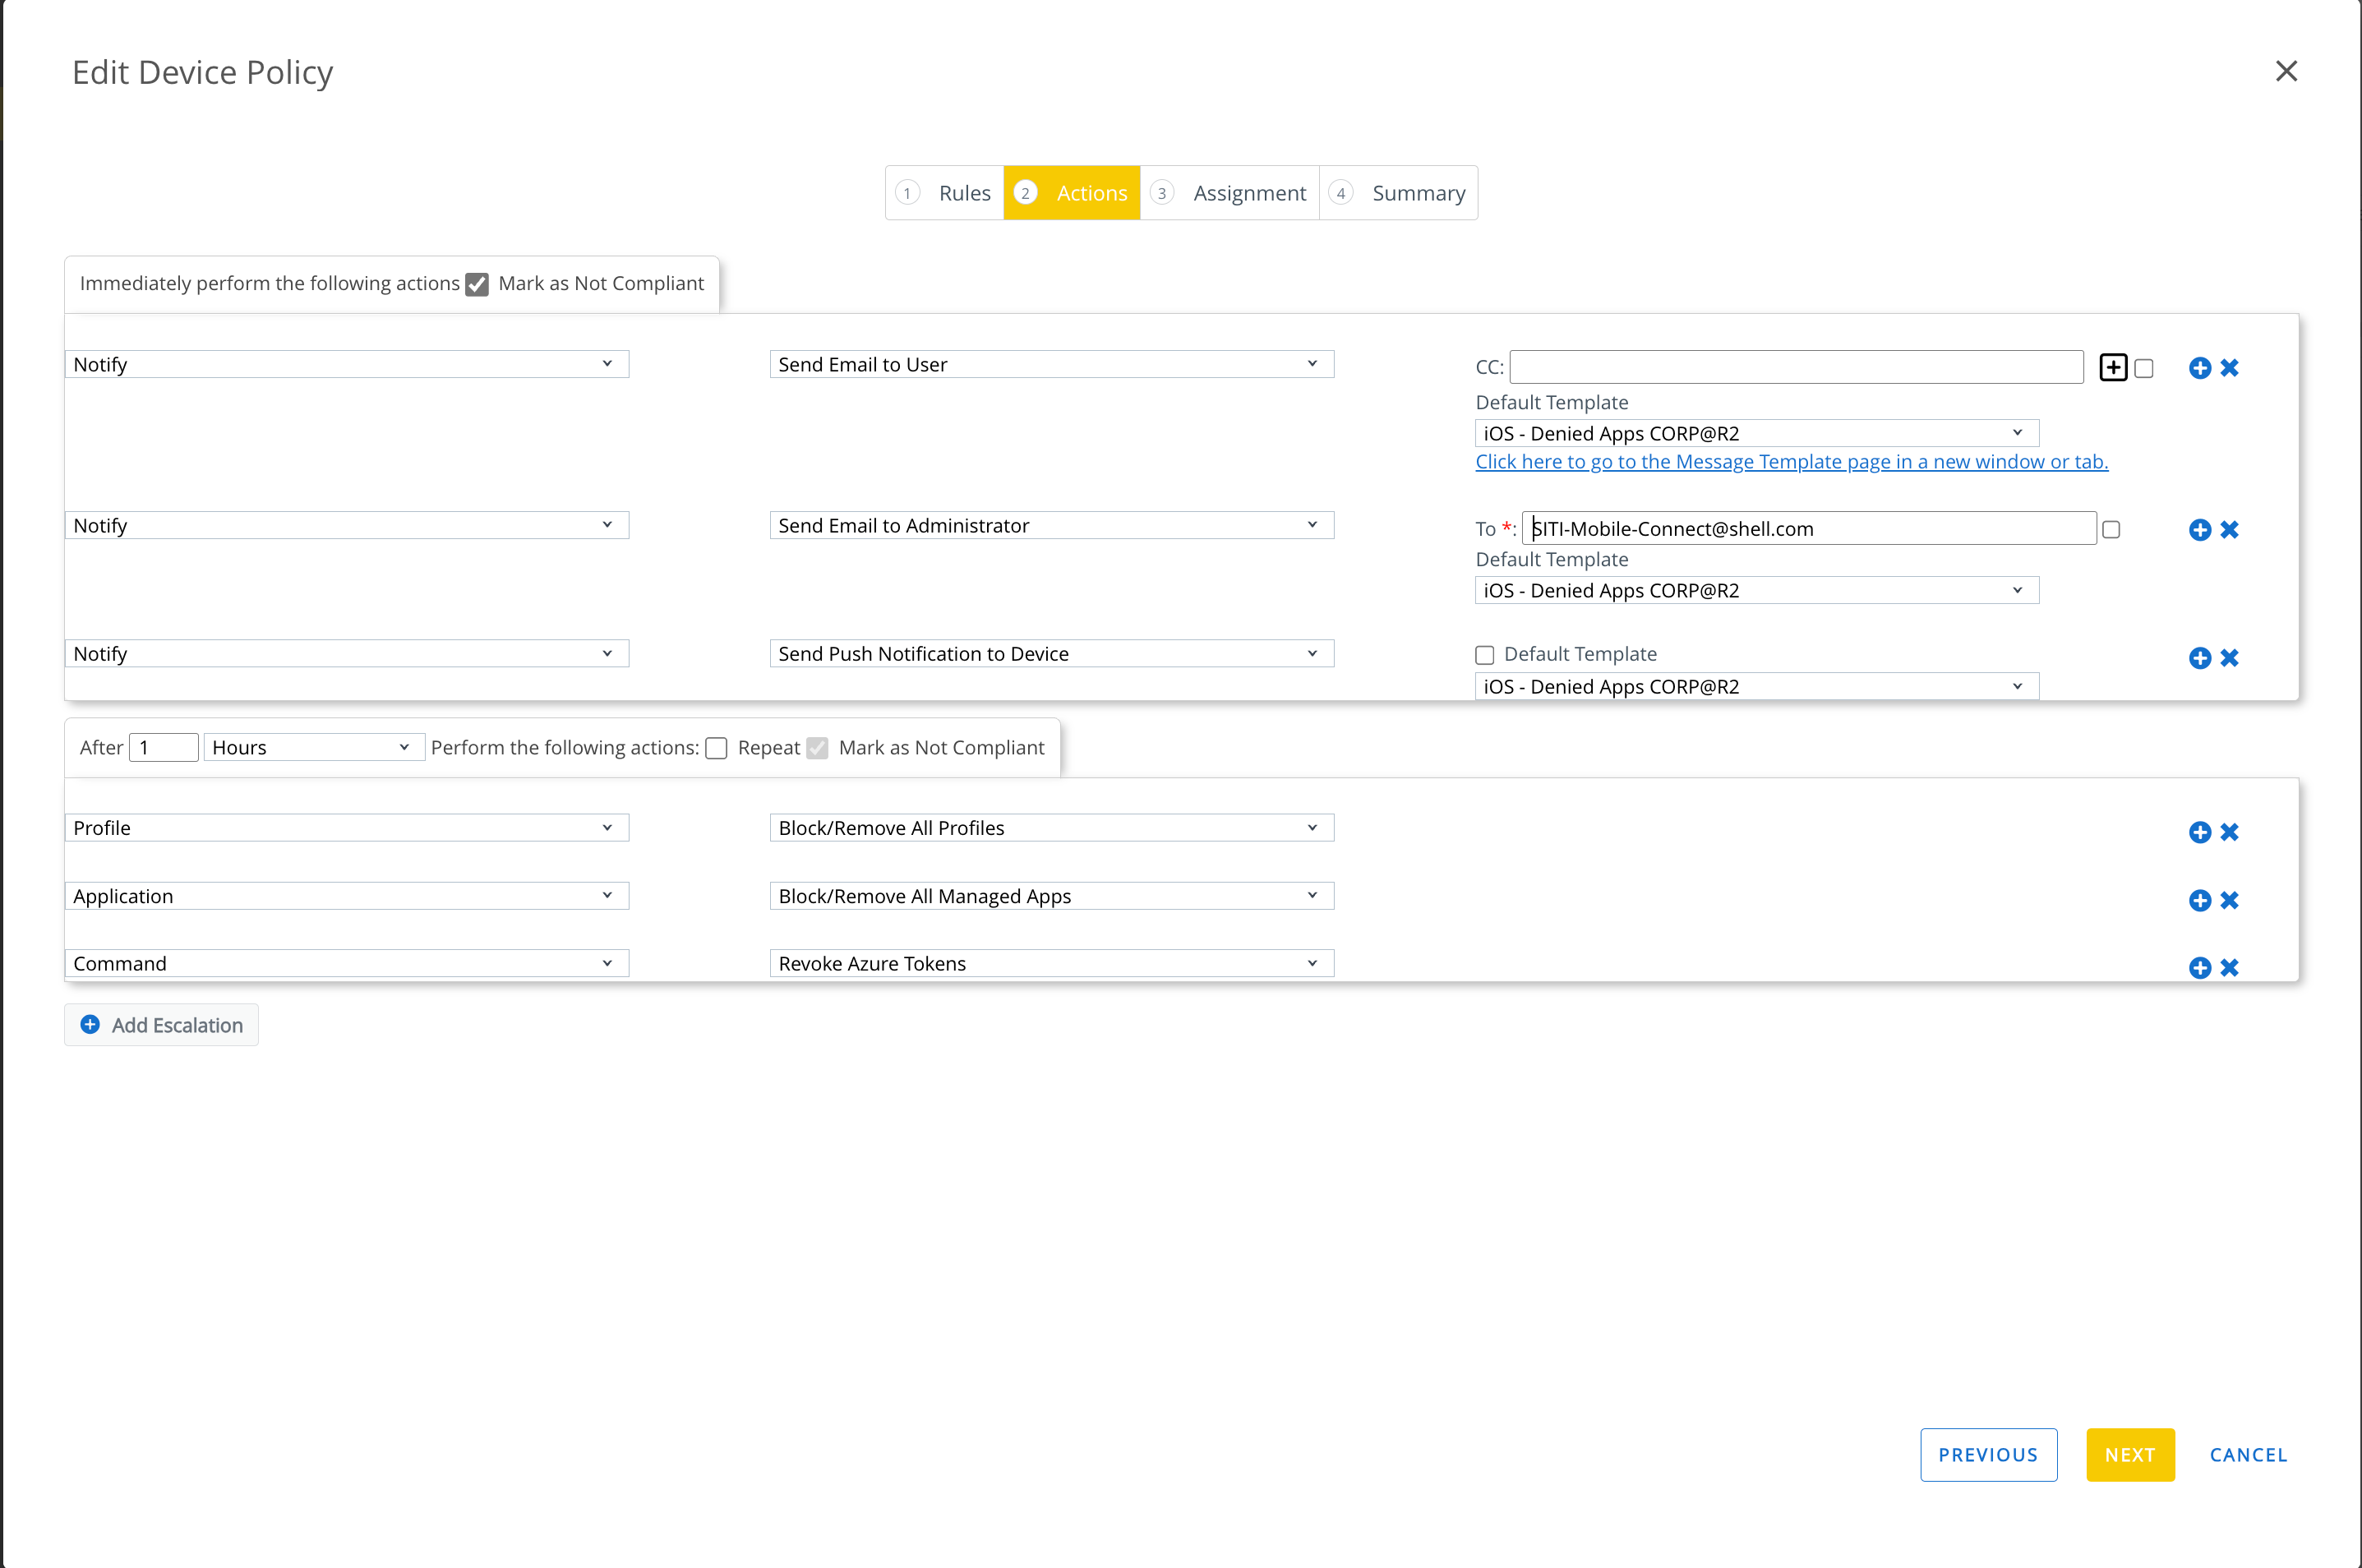 Edit Device Policy
1 Rules 2 Actions 3 Assignment 4 Summary
Immediately perform the following actions Mark as Not Compliant
Notify Send Email to User CC:
Default Template
iOS - Denied Apps CORP@R2
Click here to go to the Message Template page in a new window or tab.
Notify Send Email to Administrator To *: SITI-Mobile-Connect@shell.com
Default Template
iOS - Denied Apps CORP@R2
Notify Send Push Notification to Device Default Template
iOS - Denied Apps CORP@R2
After 1 Hours Perform the following actions: Repeat Mark as Not Compliant
Profile Block/Remove All Profiles
Application Block/Remove All Managed Apps
Command Revoke Azure Tokens
Add Escalation
PREVIOUS NEXT CANCEL